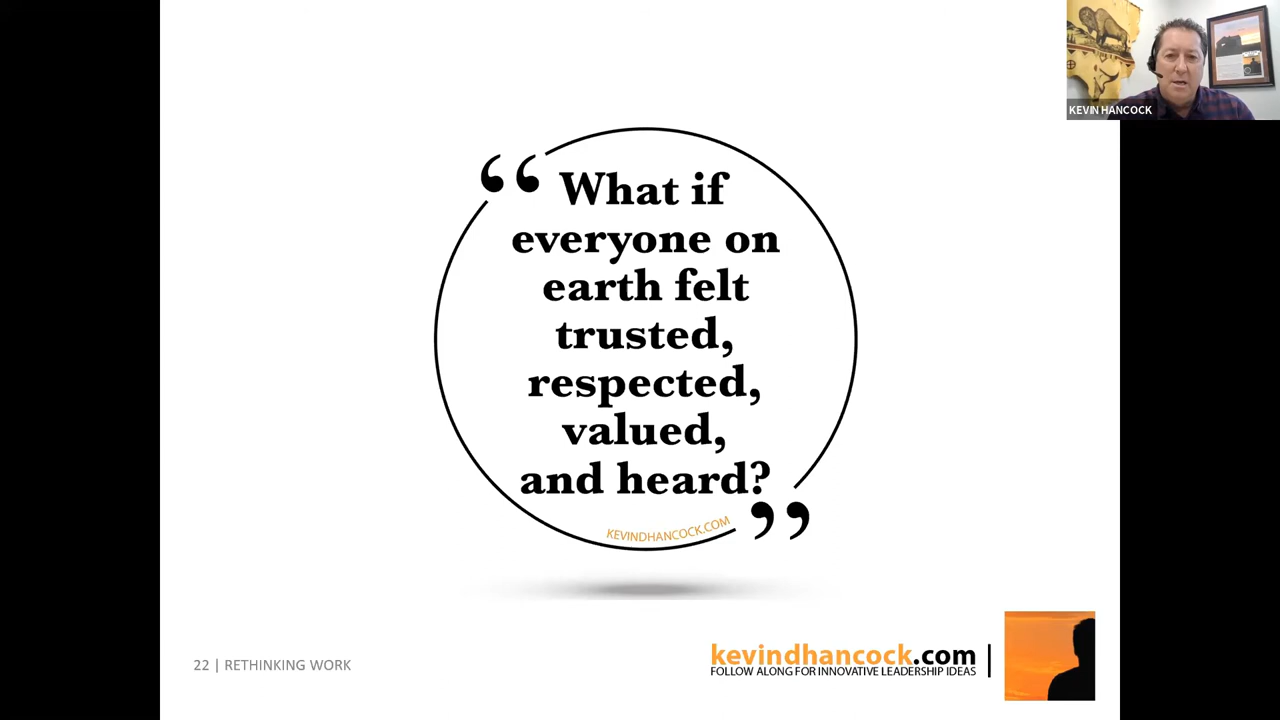 KEVIN HANCOCK
“What if
everyone on
earth felt
trusted,
respected,
valued,
and heard?”
KEVINDHANCOCK.COM
22 | RETHINKING WORK
kevindhancock.com |
FOLLOW ALONG FOR INNOVATIVE LEADERSHIP IDEAS